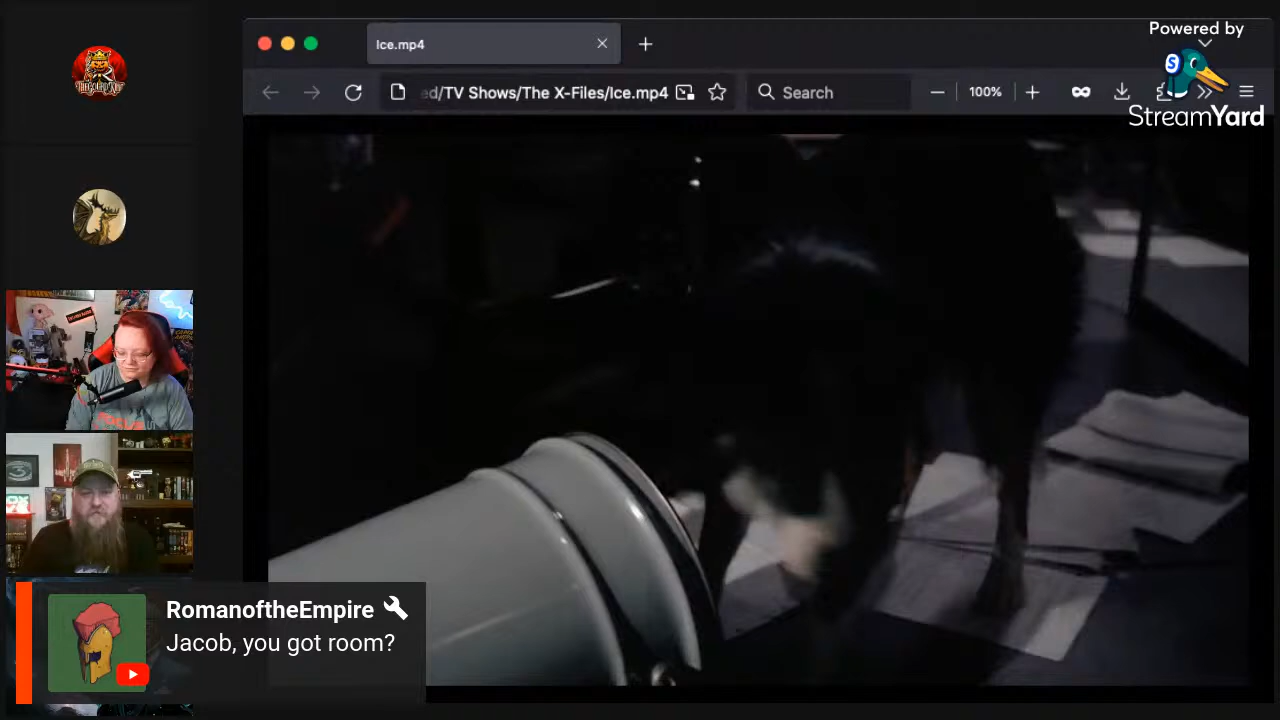 Ice.mp4
ed/TV Shows/The X-Files/Ice.mp4
Search
100%
Powered by
S
StreamYard
RomanoftheEmpire
Jacob, you got room?